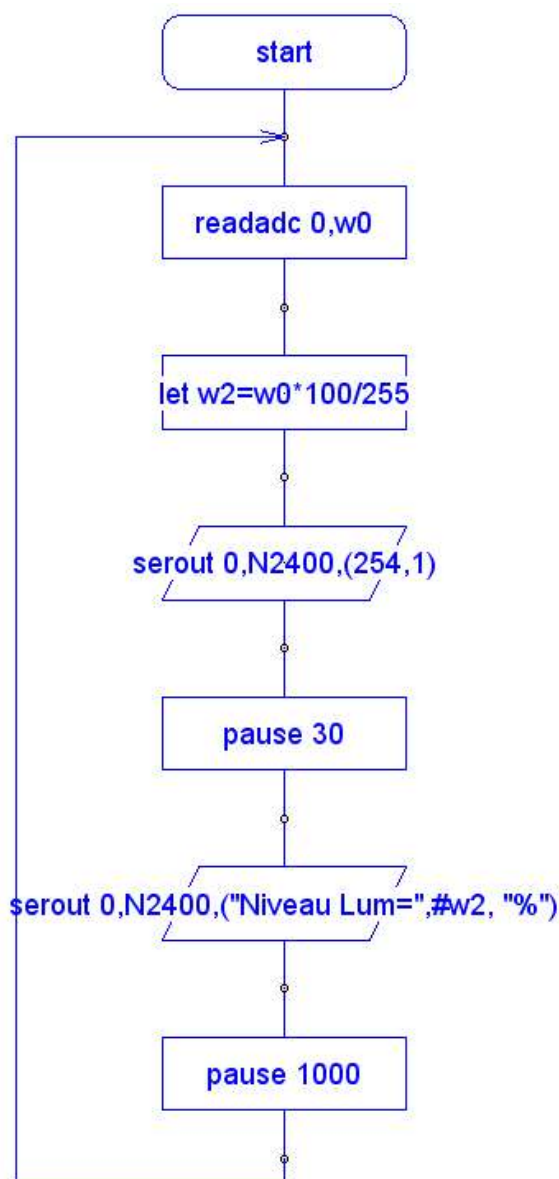 start
readadc 0,w0
let w2=w0*100/255
serout 0,N2400,(254,1)
pause 30
serout 0,N2400,("Niveau Lum=",#w2, "%")
pause 1000